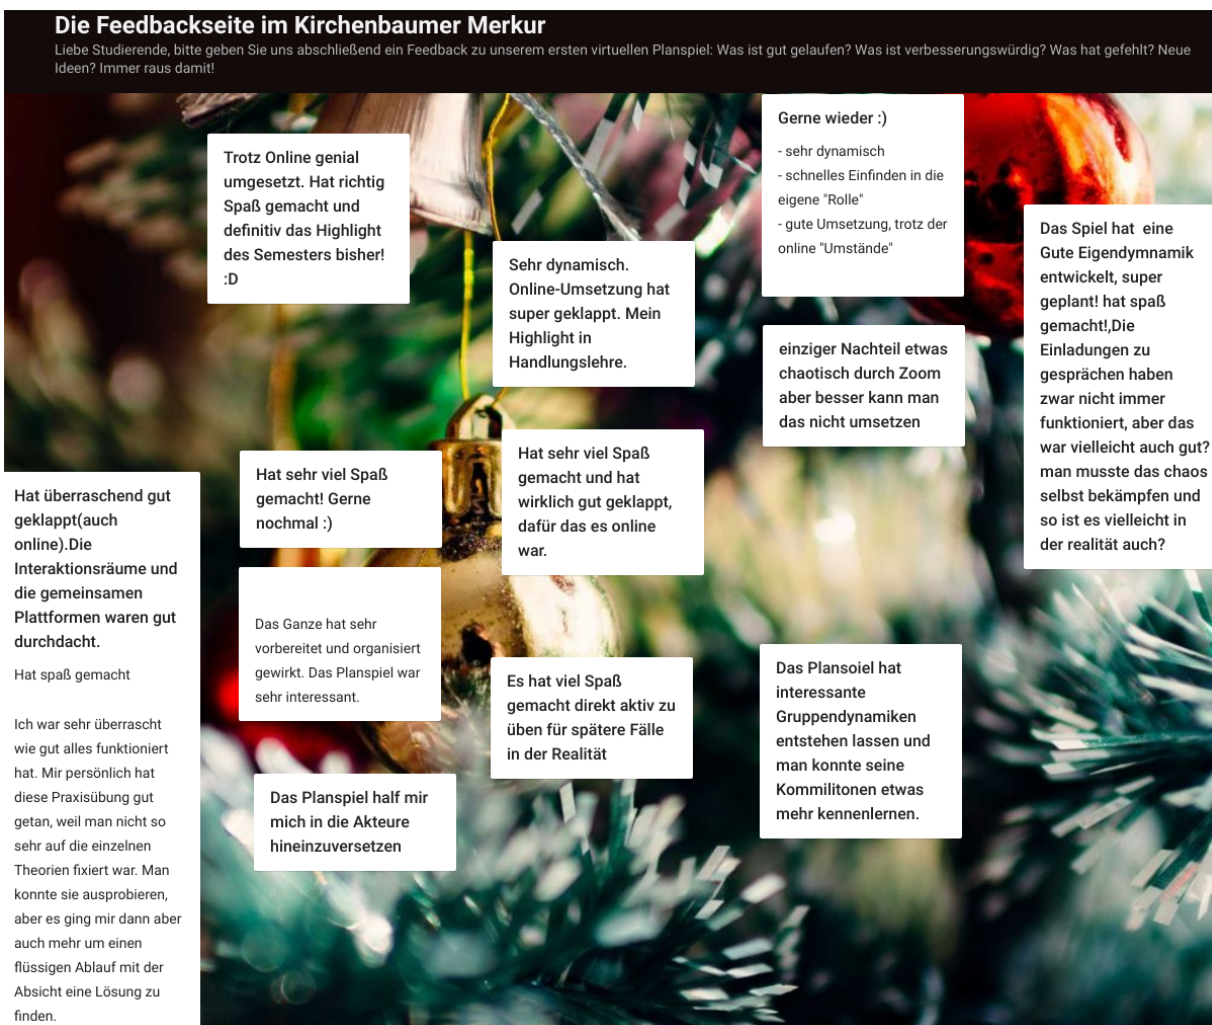 Die Feedbackseite im Kirchenbaumer Merkur
Liebe Studierende, bitte geben Sie uns abschließend ein Feedback zu unserem ersten virtuellen Planspiel: Was ist gut gelaufen? Was ist verbesserungswürdig? Was hat gefehlt? Neue
Ideen? Immer raus damit!
Trotz Online genial
umgesetzt. Hat richtig
Spaß gemacht und
definitiv das Highlight
des Semesters bisher!
:D
Sehr dynamisch.
Online-Umsetzung hat
super geklappt. Mein
Highlight in
Handlungslehre.
Gerne wieder :)
- sehr dynamisch
- schnelles Einfinden in die
eigene "Rolle"
- gute Umsetzung, trotz der
online "Umstände"
Das Spiel hat  eine
Gute Eigendymnamik
entwickelt, super
geplant! hat spaß
gemacht!,Die
Einladungen zu
gesprächen haben
zwar nicht immer
funktioniert, aber das
war vielleicht auch gut?
man musste das chaos
selbst bekämpfen und
so ist es vielleicht in
der realität auch?
einziger Nachteil etwas
chaotisch durch Zoom
aber besser kann man
das nicht umsetzen
Hat sehr viel Spaß
gemacht! Gerne
nochmal :)
Hat sehr viel Spaß
gemacht und hat
wirklich gut geklappt,
dafür das es online
war.
Hat überraschend gut
geklappt(auch
online).Die
Interaktionsräume und
die gemeinsamen
Plattformen waren gut
durchdacht.
Hat spaß gemacht
Ich war sehr überrascht
wie gut alles funktioniert
hat. Mir persönlich hat
diese Praxisübung gut
getan, weil man nicht so
sehr auf die einzelnen
Theorien fixiert war. Man
konnte sie ausprobieren,
aber es ging mir dann aber
auch mehr um einen
flüssigen Ablauf mit der
Absicht eine Lösung zu
finden.
Das Ganze hat sehr
vorbereitet und organisiert
gewirkt. Das Planspiel war
sehr interessant.
Es hat viel Spaß
gemacht direkt aktiv zu
üben für spätere Fälle
in der Realität
Das Plansoiel hat
interessante
Gruppendynamiken
entstehen lassen und
man konnte seine
Kommilitonen etwas
mehr kennenlernen.
Das Planspiel half mir
mich in die Akteure
hineinzuversetzen